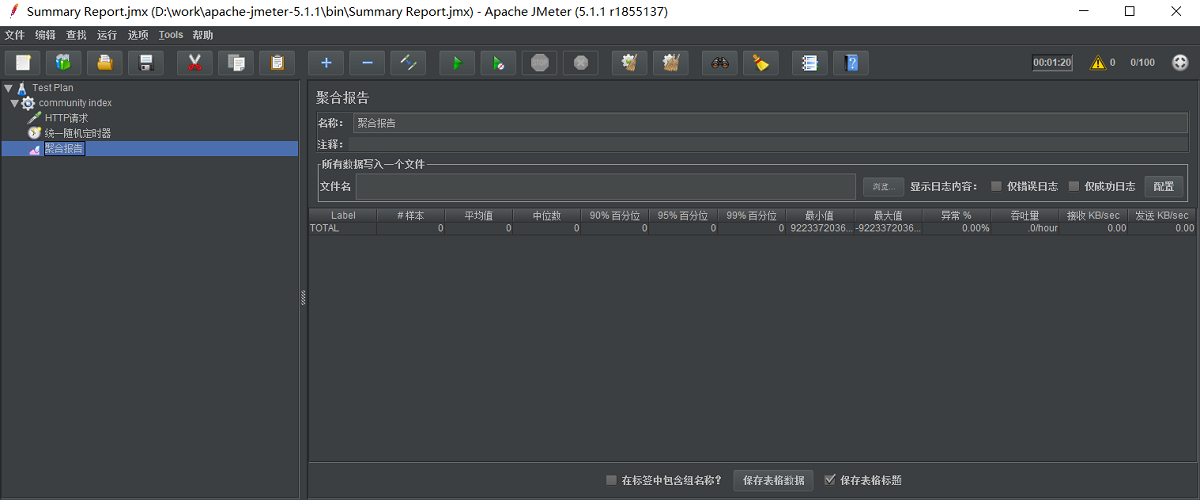 Summary Report.jmx (D:\work\apache-jmeter-5.1.1\bin\Summary Report.jmx) - Apache JMeter (5.1.1 r1855137)
文件 编辑 查找 运行 选项 Tools 帮助
00:01:20 0 0/100
Test Plan
community index
HTTP请求
统一随机定时器
聚合报告
聚合报告
名称： 聚合报告
注释：
所有数据写入一个文件
文件名 浏览... 显示日志内容： 仅错误日志 仅成功日志 配置
Label # 样本 平均值 中位数 90% 百分位 95% 百分位 99% 百分位 最小值 最大值 异常 % 吞吐量 接收 KB/sec 发送 KB/sec
TOTAL 0 0 0 0 0 0 9223372036... -9223372036... 0.00% .0/hour 0.00 0.00
在标签中包含组名称？ 保存表格数据 保存表格标题